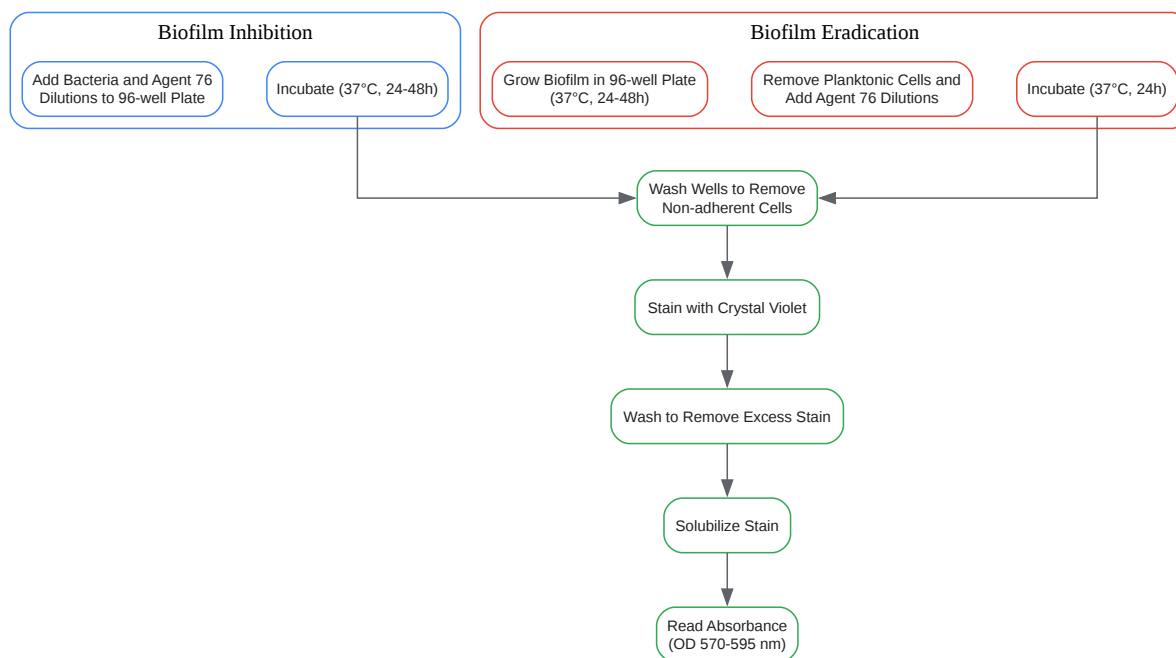 Biofilm Inhibition
Add Bacteria and Agent 76
Dilutions to 96-well Plate
Incubate (37°C, 24-48h)
Biofilm Eradication
Grow Biofilm in 96-well Plate
(37°C, 24-48h)
Remove Planktonic Cells and
Add Agent 76 Dilutions
Incubate (37°C, 24h)
Wash Wells to Remove
Non-adherent Cells
Stain with Crystal Violet
Wash to Remove Excess Stain
Solubilize Stain
Read Absorbance
(OD 570-595 nm)